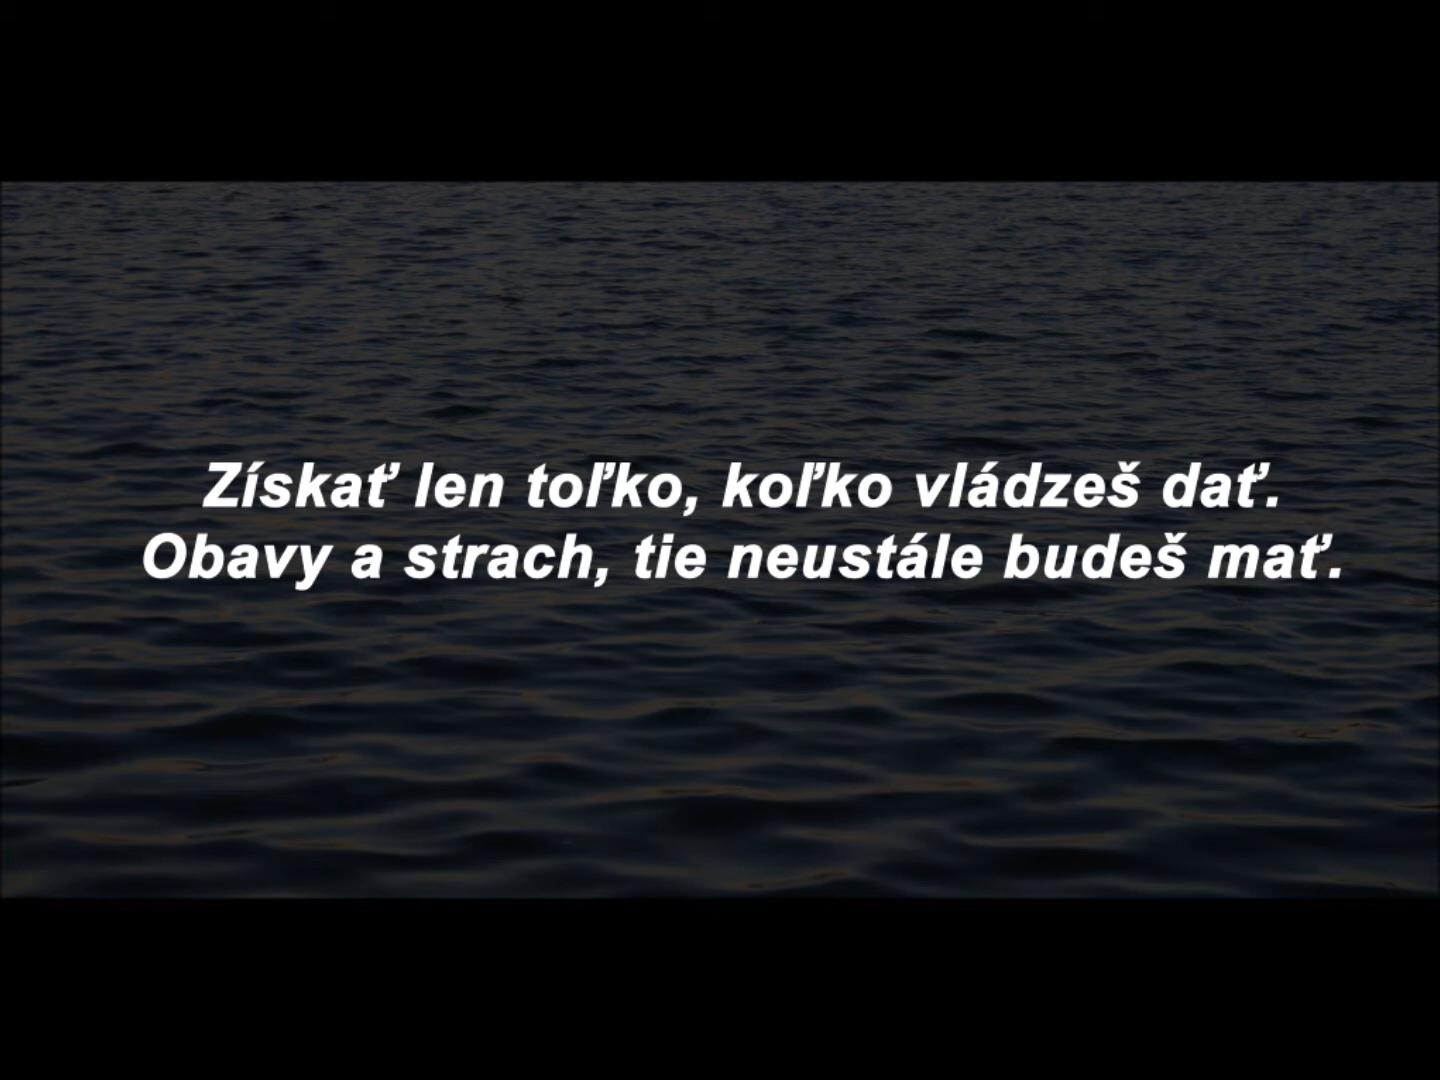 Získať len toľko, koľko vládzeš dať.
Obavy a strach, tie neustále budeš mať.